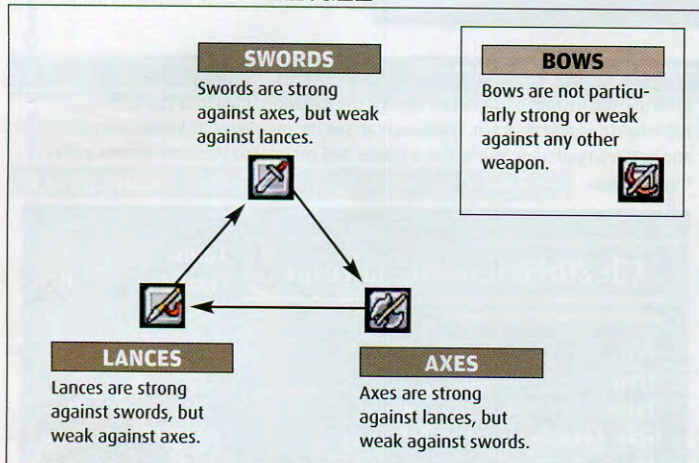 SWORDS
Swords are strong
against axes, but weak
against lances.
BOWS
Bows are not particu-
larly strong or weak
against any other
weapon.
LANCES
Lances are strong
against swords, but
weak against axes.
AXES
Axes are strong
against lances, but
weak against swords.